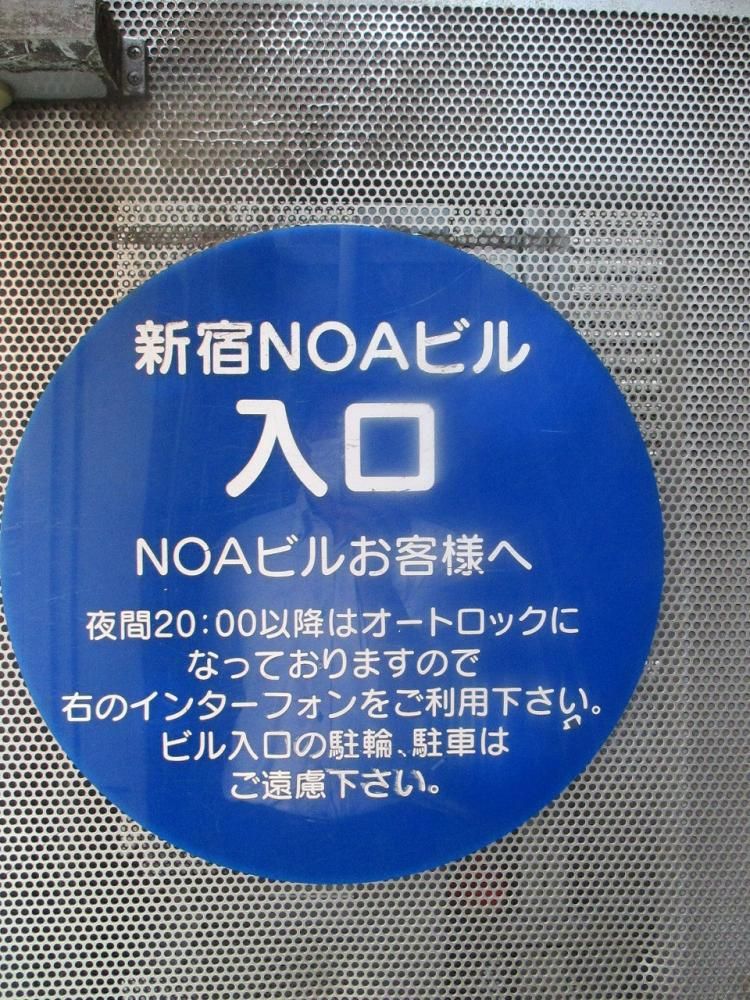 新宿NOAビル
入口
NOAビルお客様へ
夜間20:00以降はオートロックに
なっておりますので
右のインターフォンをご利用下さい。
ビル入口の駐輪、駐車は
ご遠慮下さい。